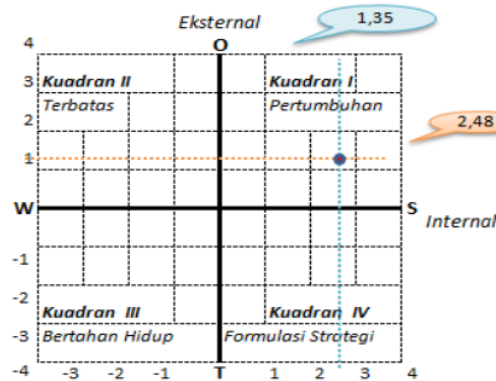 Eksternal
1,35
4
O
3
Kuadran II
Kuadran I
Terbatas
Pertumbuhan
2
2,48
1
W
S
Internal
-1
-2
Kuadran III
Kuadran IV
-3
Bertahan Hidup
Formulasi Strategi
-4
-3
-2
-1
T
1
2
3
4